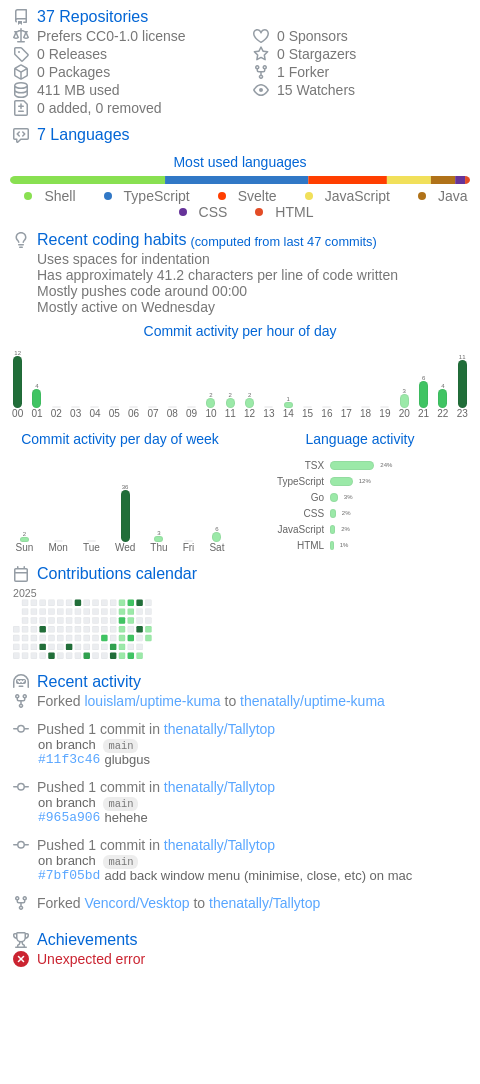 37 Repositories
Prefers CC0-1.0 license
0 Sponsors
0 Releases
0 Stargazers
0 Packages
1 Forker
411 MB used
15 Watchers
0 added, 0 removed
7 Languages
Most used languages
Shell TypeScript Svelte JavaScript Java
CSS HTML
Recent coding habits (computed from last 47 commits)
Uses spaces for indentation
Has approximately 41.2 characters per line of code written
Mostly pushes code around 00:00
Mostly active on Wednesday
Commit activity per hour of day
12 4 2 2 2 1 3 6 4 11
00 01 02 03 04 05 06 07 08 09 10 11 12 13 14 15 16 17 18 19 20 21 22 23
Commit activity per day of week
2 36 3 6
Sun Mon Tue Wed Thu Fri Sat
Language activity
TSX 24%
TypeScript 12%
Go 3%
CSS 2%
JavaScript 2%
HTML 1%
Contributions calendar
2025
Recent activity
Forked louislam/uptime-kuma to thenatally/uptime-kuma
Pushed 1 commit in thenatally/Tallytop
on branch main
#11f3c46 glubgus
Pushed 1 commit in thenatally/Tallytop
on branch main
#965a906 hehehe
Pushed 1 commit in thenatally/Tallytop
on branch main
#7bf05bd add back window menu (minimise, close, etc) on mac
Forked Vencord/Vesktop to thenatally/Tallytop
Achievements
Unexpected error